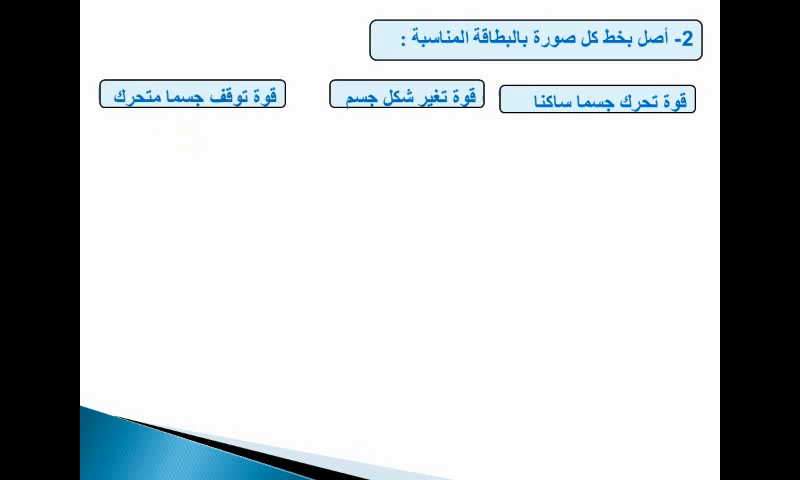 2- أصل بخط كل صورة بالبطاقة المناسبة :
قوة تحرك جسما ساكنا
قوة تغير شكل جسم
قوة توقف جسما متحرك